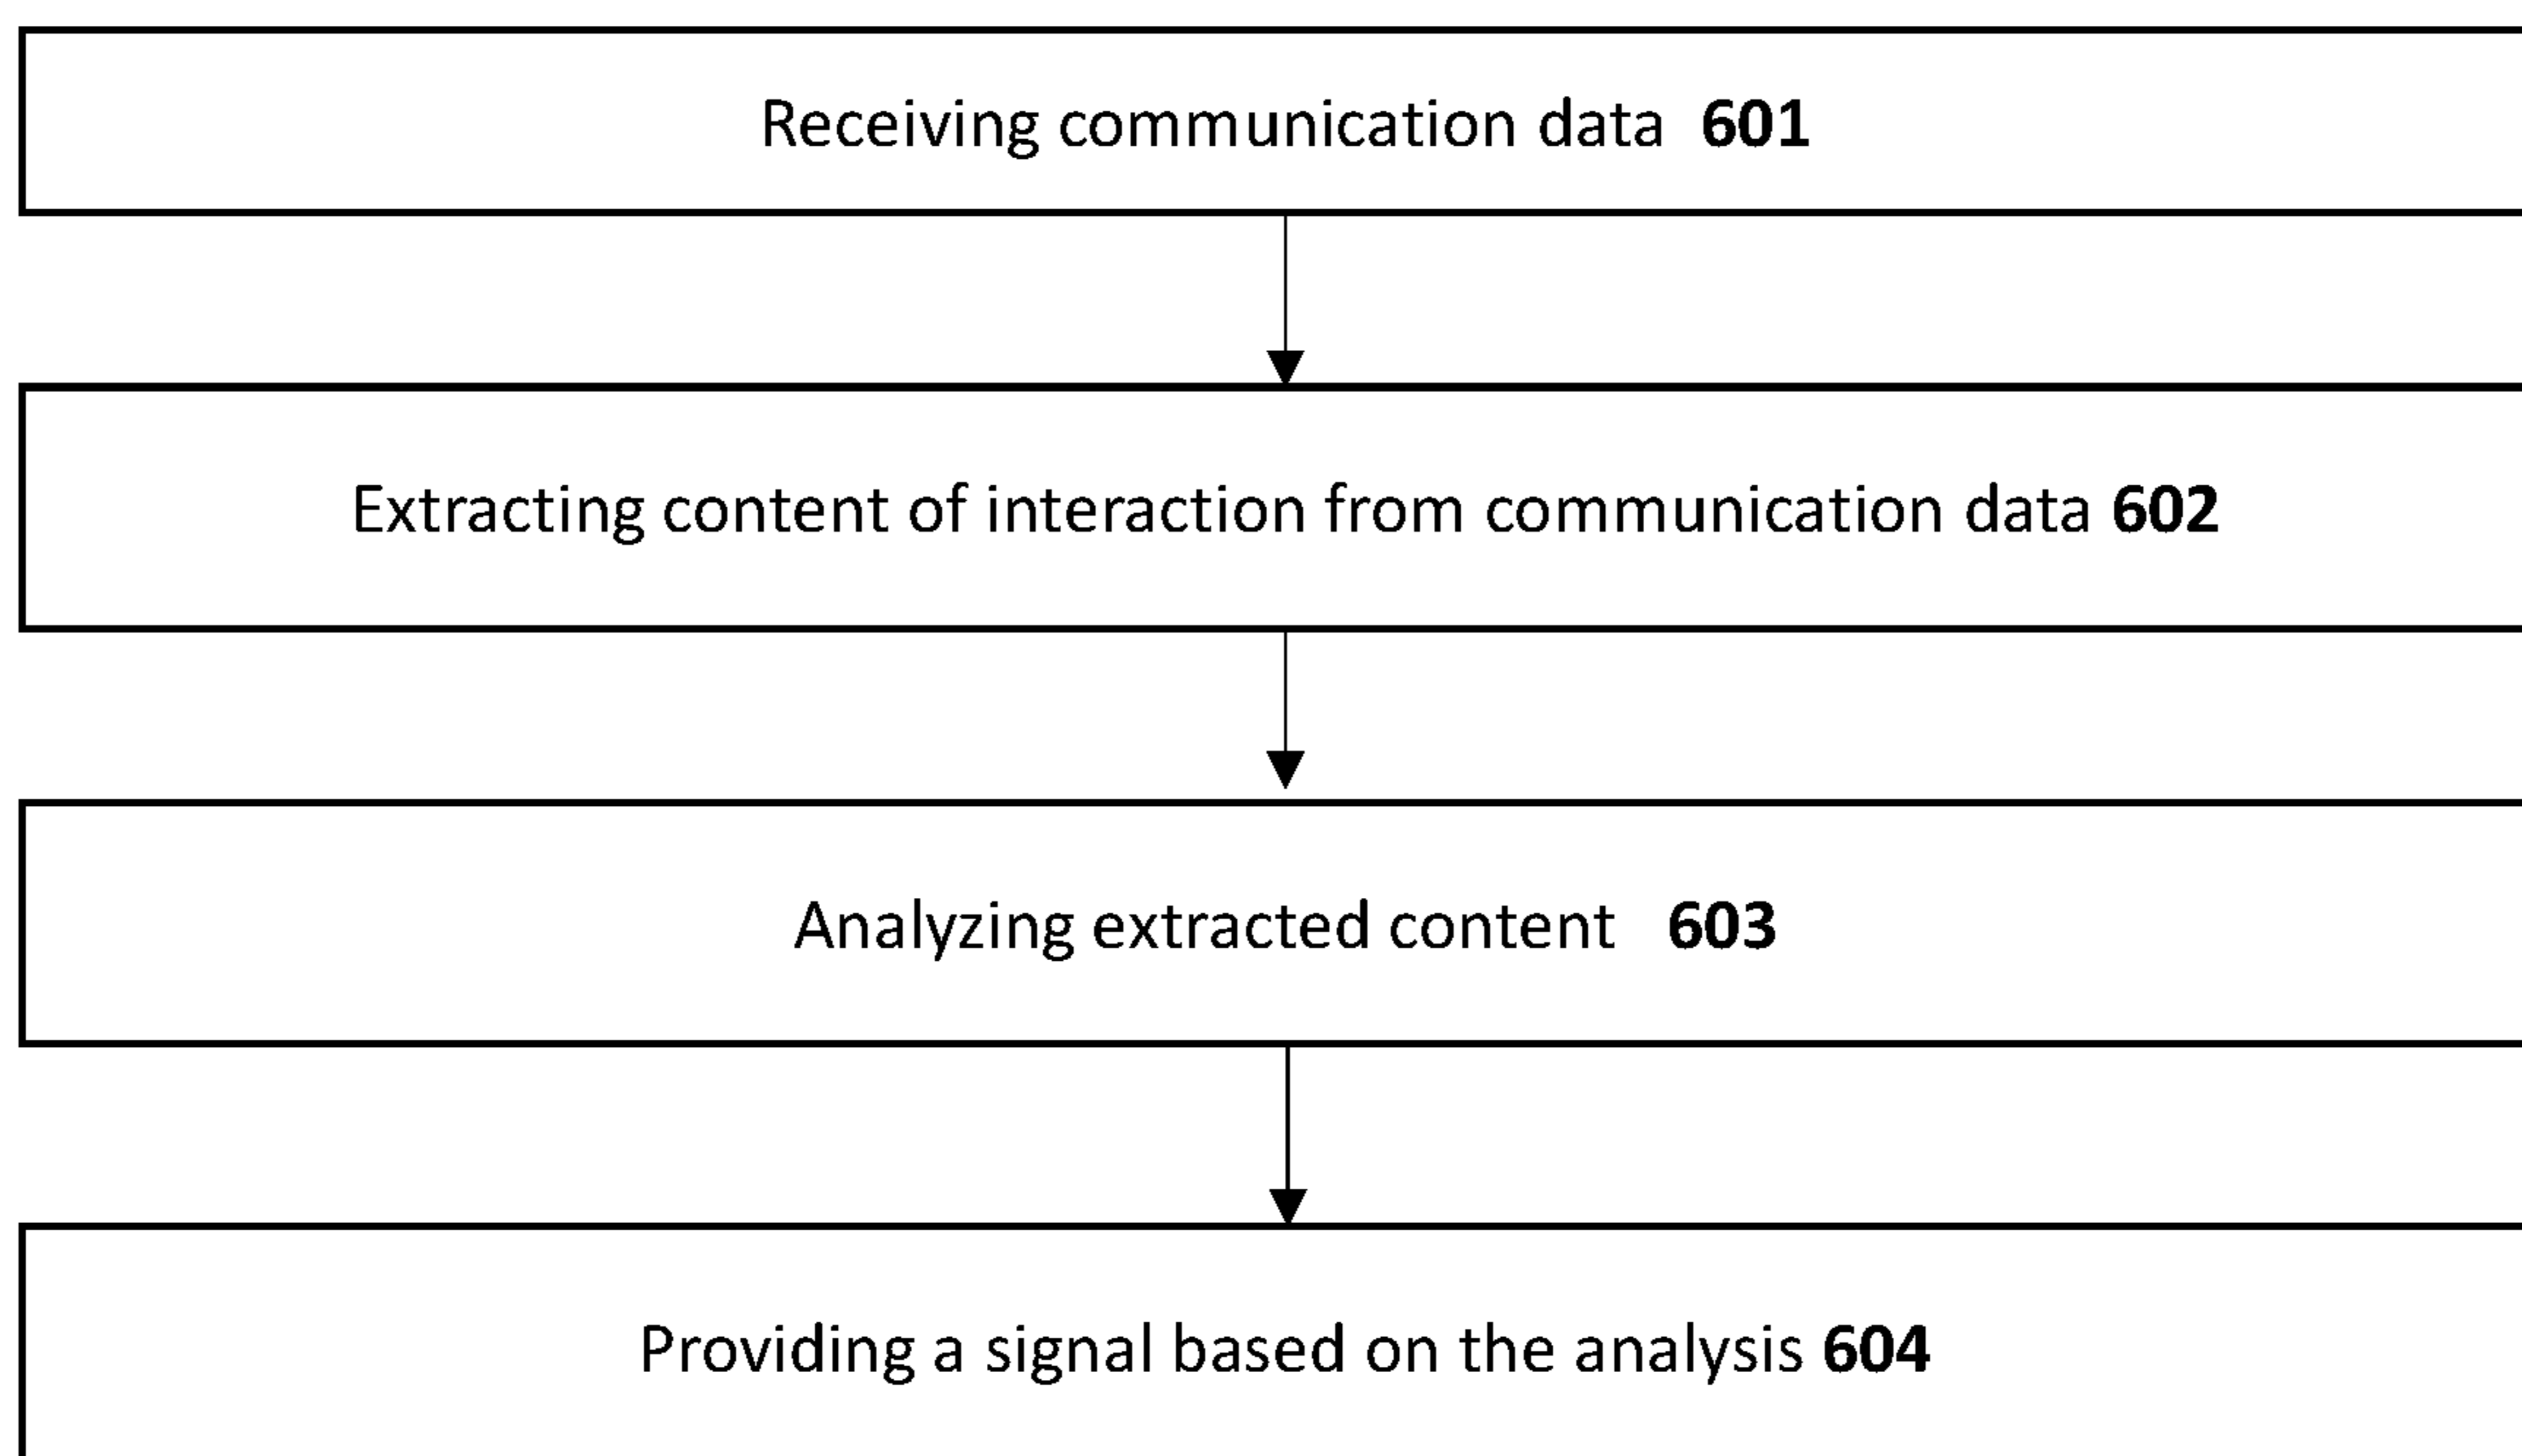 Receiving communication data 601
Extracting content of interaction from communication data 602
Analyzing extracted content 603
Providing a signal based on the analysis 604